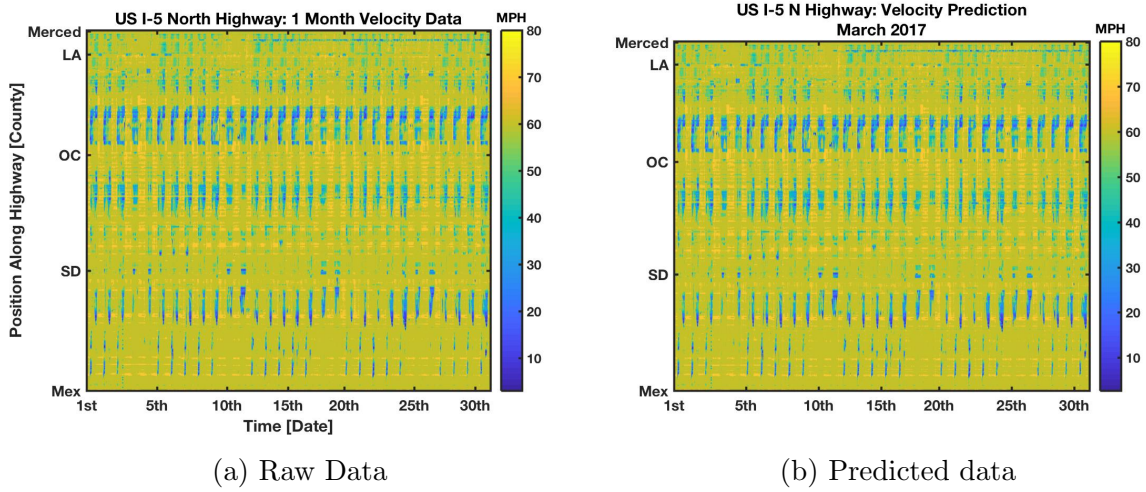 US I-5 North Highway: 1 Month Velocity Data
MPH
Merced
LA
OC
SD
Mex
Position Along Highway [County]
1st 5th 10th 15th 20th 25th 30th
Time [Date]
80
70
60
50
40
30
20
10
(a) Raw Data
US I-5 N Highway: Velocity Prediction
March 2017
MPH
Merced
LA
OC
SD
Mex
1st 5th 10th 15th 20th 25th 30th
80
70
60
50
40
30
20
10
(b) Predicted data